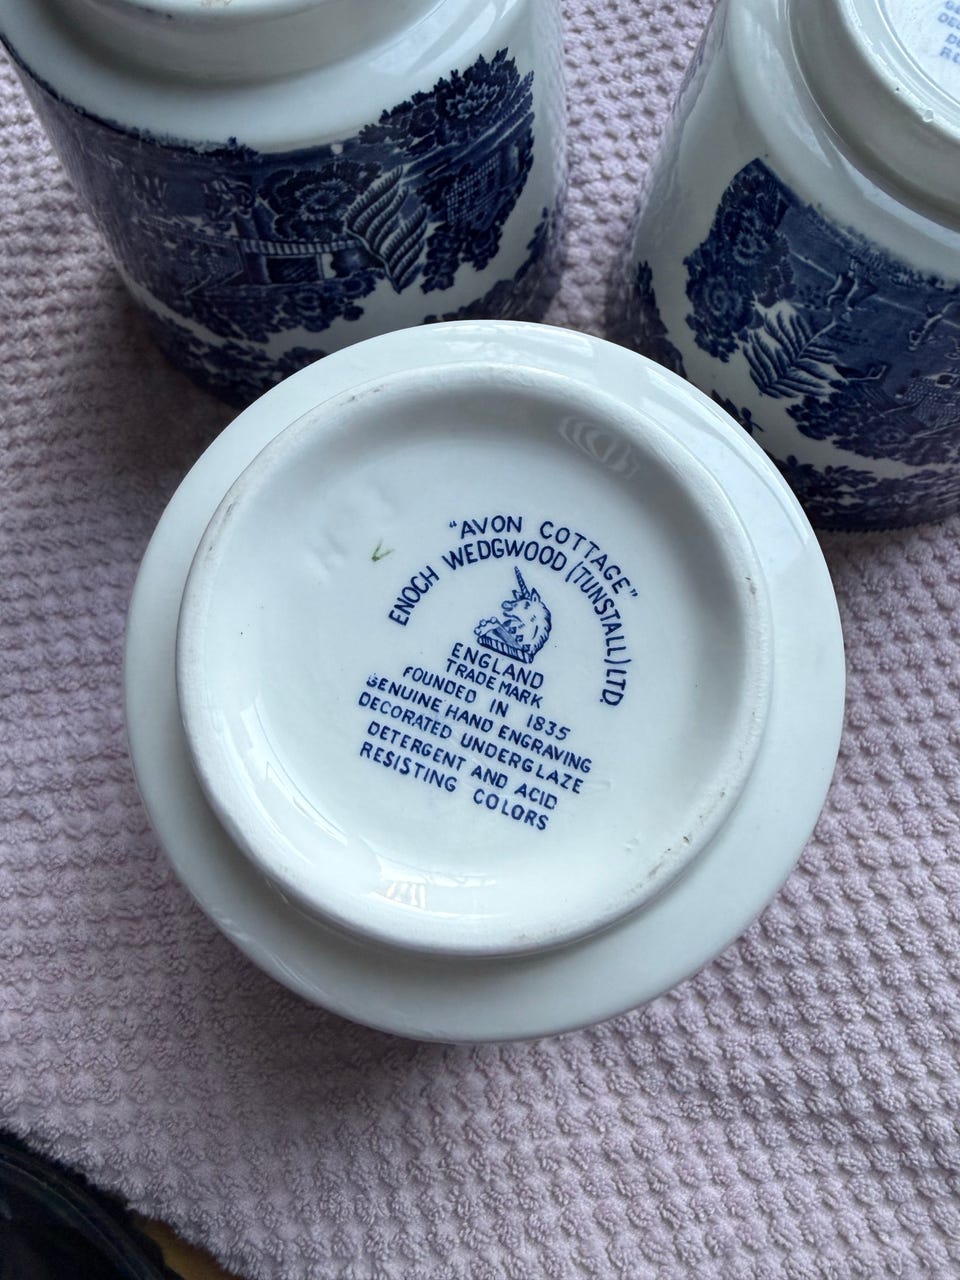 "AVON COTTAGE"
ENOCH WEDGWOOD (TUNSTALL) LTD.
ENGLAND
TRADE MARK
FOUNDED IN 1835
GENUINE HAND ENGRAVING
DECORATED UNDERGLAZE
DETERGENT AND ACID
RESISTING COLORS